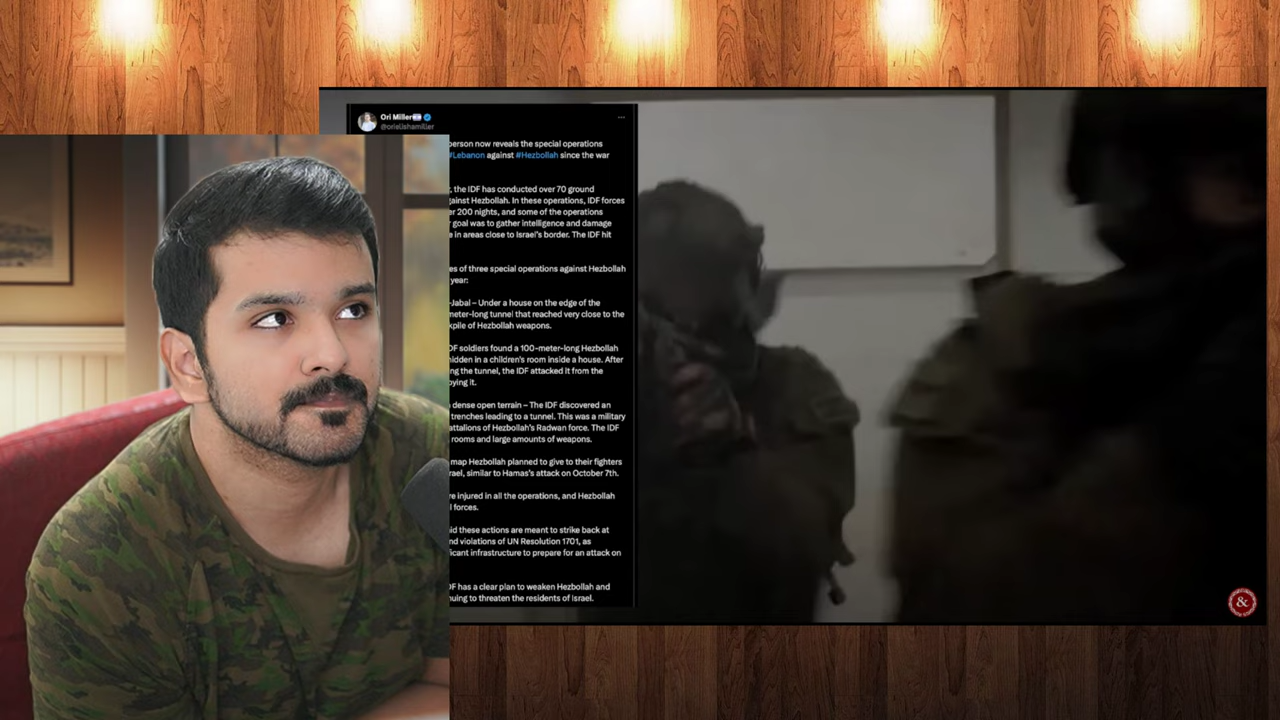 Ori Miller
@orielishamiller
person now reveals the special operations
#Lebanon against #Hezbollah since the war
, the IDF has conducted over 70 ground
gainst Hezbollah. In these operations, IDF forces
er 200 nights, and some of the operations
r goal was to gather intelligence and damage
e in areas close to Israel's border. The IDF hit
es of three special operations against Hezbollah
year:
-Jabal – Under a house on the edge of the
meter-long tunnel that reached very close to the
kpile of Hezbollah weapons.
DF soldiers found a 100-meter-long Hezbollah
hidden in a children's room inside a house. After
ng the tunnel, the IDF attacked it from the
oying it.
dense open terrain – The IDF discovered an
trenches leading to a tunnel. This was a military
attalions of Hezbollah's Radwan force. The IDF
rooms and large amounts of weapons.
map Hezbollah planned to give to their fighters
rael, similar to Hamas's attack on October 7th.
re injured in all the operations, and Hezbollah
l forces.
aid these actions are meant to strike back at
nd violations of UN Resolution 1701, as
ficant infrastructure to prepare for an attack on
DF has a clear plan to weaken Hezbollah and
nuing to threaten the residents of Israel.
&